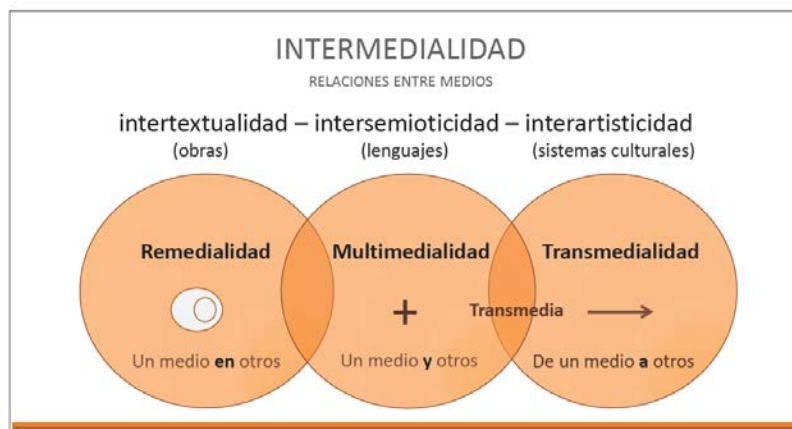 INTERMEDIALIDAD
RELACIONES ENTRE MEDIOS
intertextualidad – intersemioticidad – interartisticidad
(obras) (lenguajes) (sistemas culturales)
Remedialidad Multimedialidad Transmedialidad
+ Transmedia
Un medio en otros Un medio y otros De un medio a otros